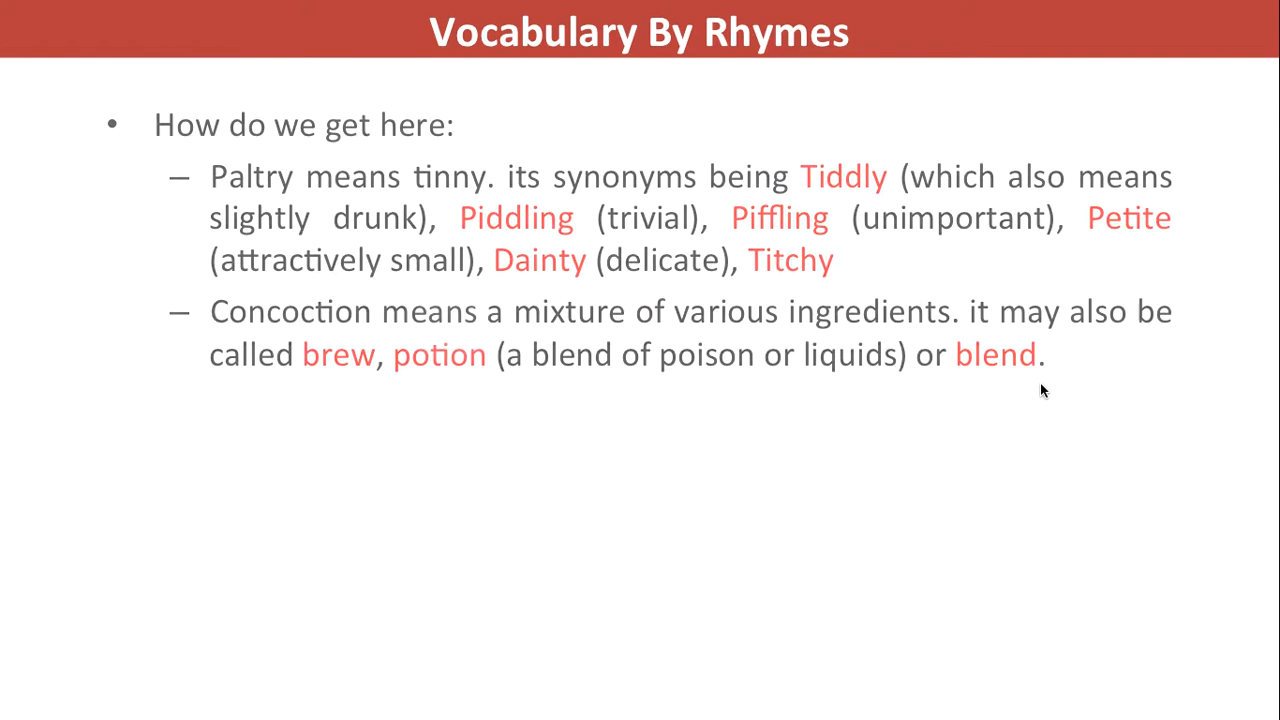 Vocabulary By Rhymes
• How do we get here:
– Paltry means tinny. its synonyms being Tiddly (which also means
slightly drunk), Piddling (trivial), Piffling (unimportant), Petite
(attractively small), Dainty (delicate), Titchy
– Concoction means a mixture of various ingredients. it may also be
called brew, potion (a blend of poison or liquids) or blend.